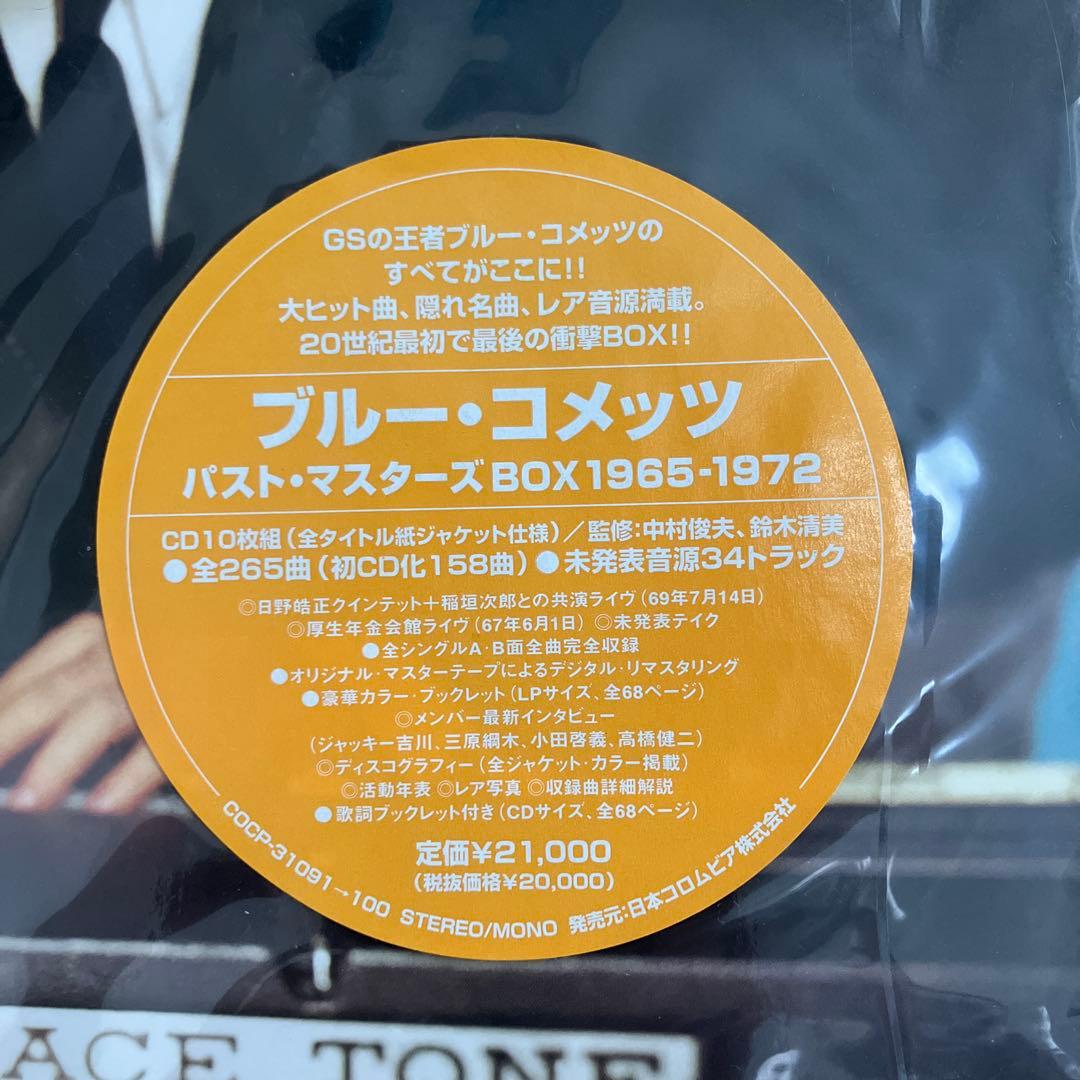 GSの王者ブルー・コメッツの
すべてがここに!!
大ヒット曲、隠れ名曲、レア音源満載。
20世紀最初で最後の衝撃BOX!!
ブルー・コメッツ
パスト・マスターズBOX1965-1972
CD10枚組(全タイトル紙ジャケット仕様)/監修:中村俊夫、鈴木清美
●全265曲(初CD化158曲)●未発表音源34トラック
◎日野皓正クインテット+稲垣次郎との共演ライヴ(69年7月14日)
◎厚生年金会館ライヴ(67年6月1日)◎未発表テイク
●全シングルA・B面全曲完全収録
●オリジナル・マスターテープによるデジタル・リマスタリング
●豪華カラー・ブックレット(LPサイズ、全68ページ)
◎メンバー最新インタビュー
(ジャッキー吉川、三原綱木、小田啓義、高橋健二)
◎ディスコグラフィー(全ジャケット・カラー掲載)
◎活動年表◎レア写真◎収録曲詳細解説
●歌詞ブックレット付き(CDサイズ、全68ページ)
定価¥21,000
(税抜価格¥20,000)
COCP-31091→100 STEREO/MONO 発売元:日本コロムビア株式会社
ACE TONE